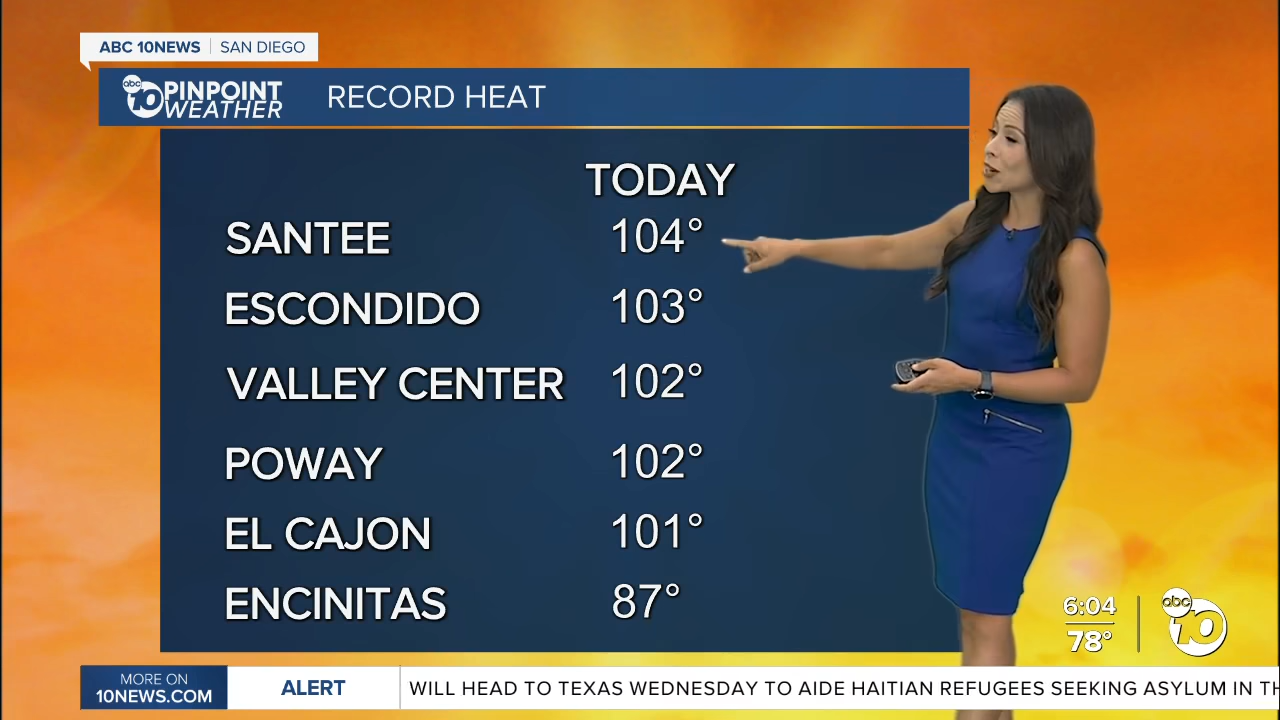 ABC 10NEWS | SAN DIEGO
abc 10 PINPOINT WEATHER
RECORD HEAT
TODAY
SANTEE 104°
ESCONDIDO 103°
VALLEY CENTER 102°
POWAY 102°
EL CAJON 101°
ENCINITAS 87°
6:04
78°
abc 10
MORE ON
10NEWS.COM
ALERT
WILL HEAD TO TEXAS WEDNESDAY TO AIDE HAITIAN REFUGEES SEEKING ASYLUM IN TH